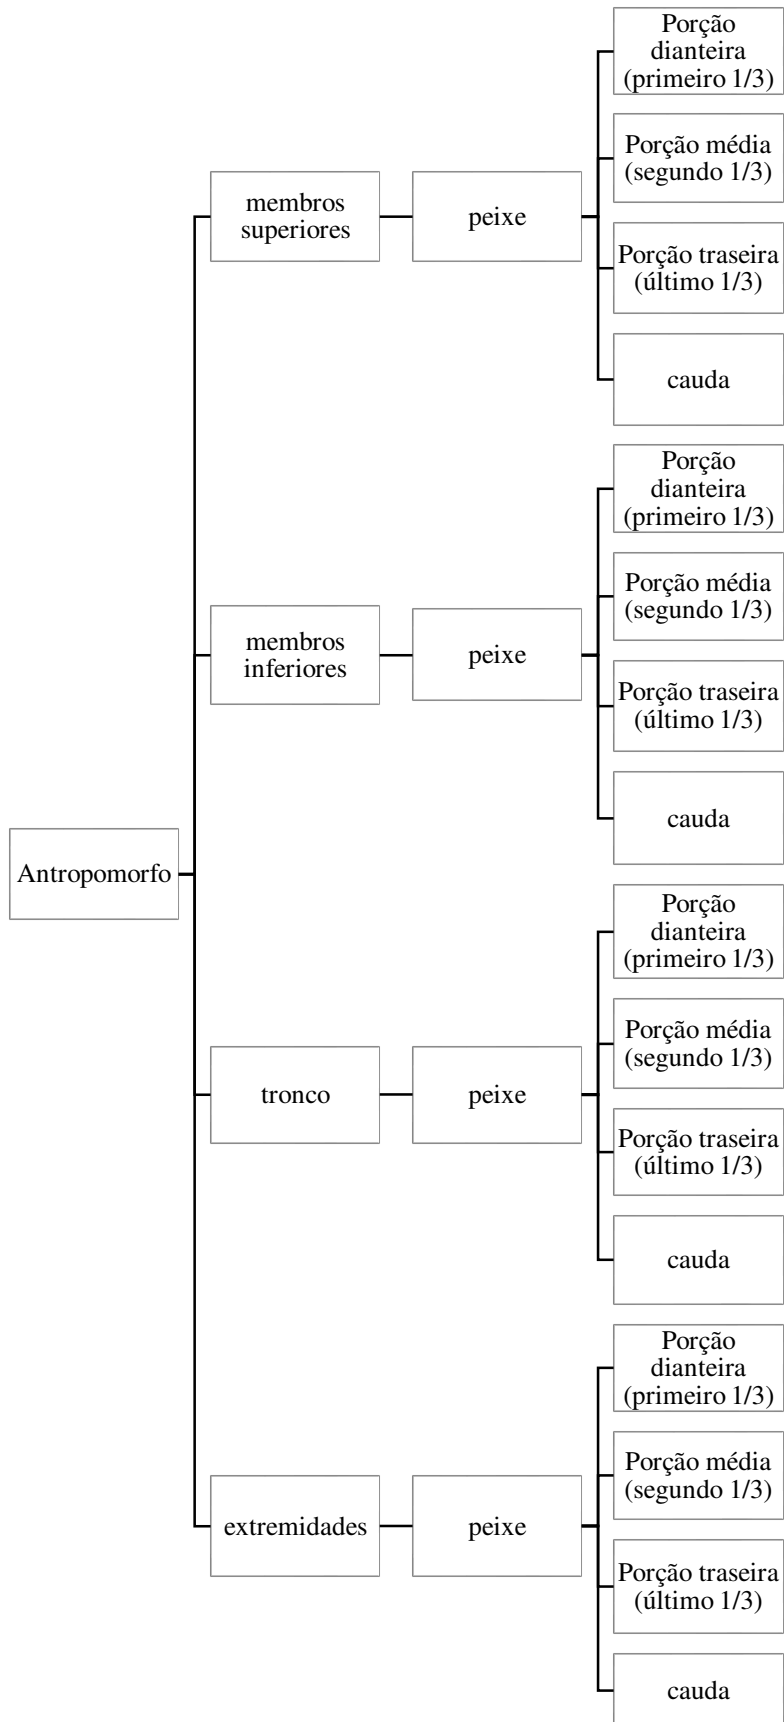 Antropomorfo
membros
superiores
peixe
Porção
dianteira
(primeiro 1/3)
Porção média
(segundo 1/3)
Porção traseira
(último 1/3)
cauda
membros
inferiores
peixe
Porção
dianteira
(primeiro 1/3)
Porção média
(segundo 1/3)
Porção traseira
(último 1/3)
cauda
tronco
peixe
Porção
dianteira
(primeiro 1/3)
Porção média
(segundo 1/3)
Porção traseira
(último 1/3)
cauda
extremidades
peixe
Porção
dianteira
(primeiro 1/3)
Porção média
(segundo 1/3)
Porção traseira
(último 1/3)
cauda